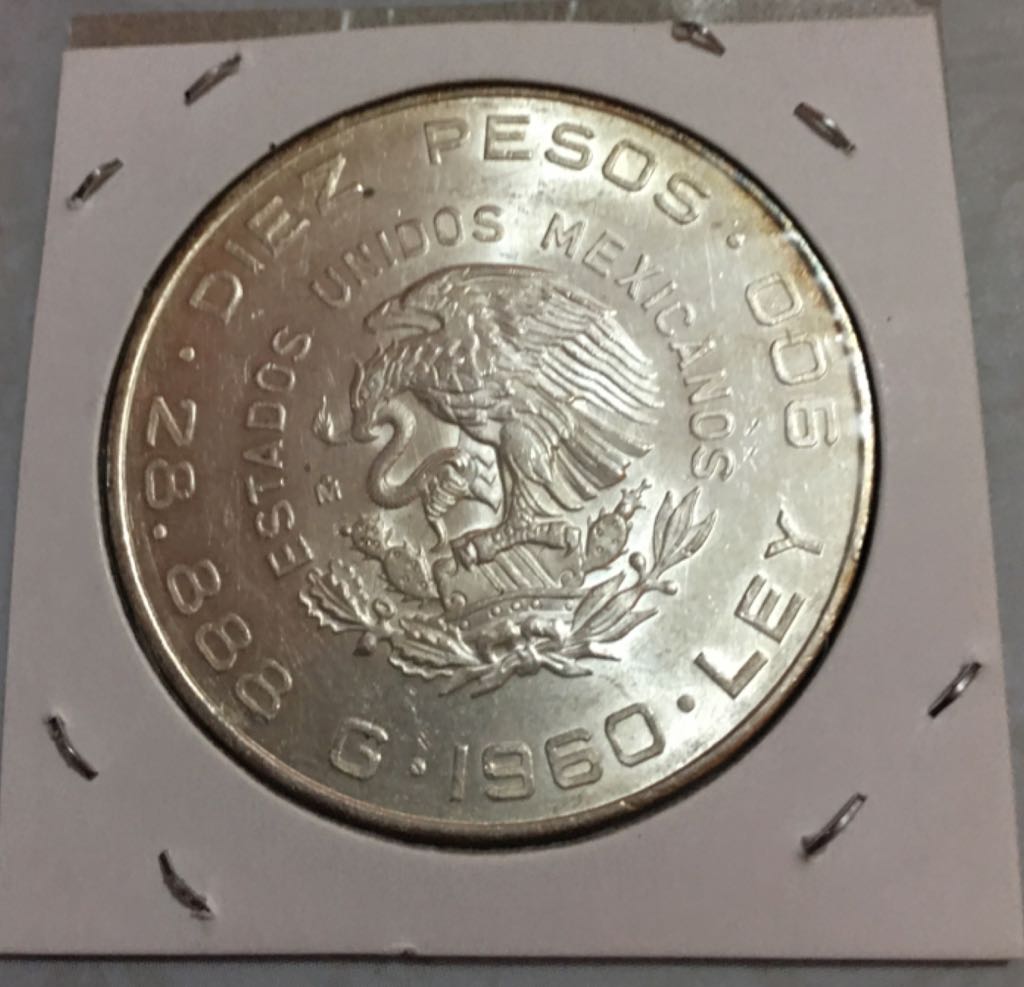 DIEZ PESOS · 900 LEY · 1960 · 28.888 G ·
ESTADOS UNIDOS MEXICANOS
M